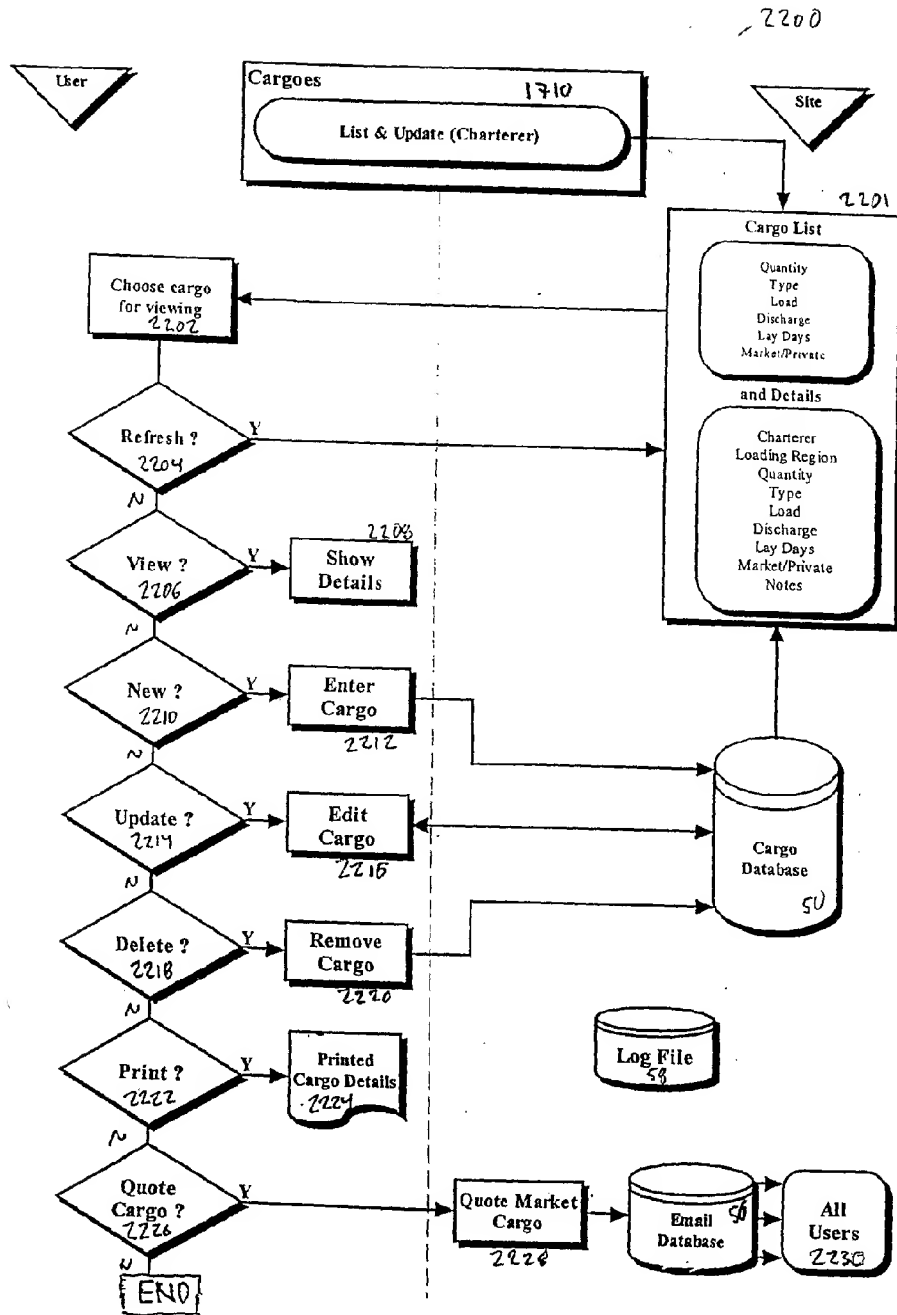 2200
User
Cargoes
1710
List & Update (Charterer)
Site
2201
Cargo List
Quantity
Type
Load
Discharge
Lay Days
Market/Private
and Details
Charterer
Loading Region
Quantity
Type
Load
Discharge
Lay Days
Market/Private
Notes
Choose cargo
for viewing
2202
Refresh ?
2204
Y
N
View ?
2206
Y
2208
Show
Details
N
New ?
2210
Y
Enter
Cargo
2212
N
Update ?
2214
Y
Edit
Cargo
2216
Cargo
Database
50
N
Delete ?
2218
Y
Remove
Cargo
2220
N
Print ?
2222
Y
Printed
Cargo Details
2224
Log File
58
N
Quote
Cargo ?
2226
Y
Quote Market
Cargo
2228
56
Email
Database
All
Users
2230
N
END